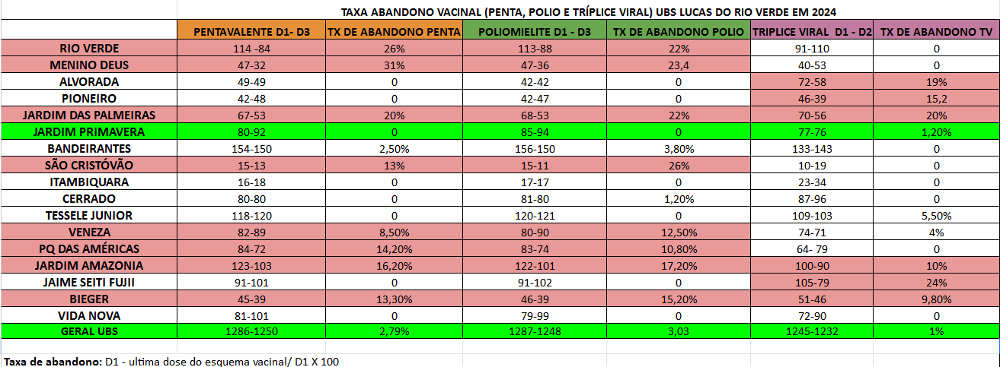 TAXA ABANDONO VACINAL (PENTA, POLIO E TRÍPLICE VIRAL) UBS LUCAS DO RIO VERDE EM 2024
PENTAVALENTE D1- D3 TX DE ABANDONO PENTA POLIOMIELITE D1 - D3 TX DE ABANDONO POLIO TRIPLICE VIRAL D1 - D2 TX DE ABANDONO TV
RIO VERDE 114 -84 26% 113-88 22% 91-110 0
MENINO DEUS 47-32 31% 47-36 23,4 40-53 0
ALVORADA 49-49 0 42-42 0 72-58 19%
PIONEIRO 42-48 0 42-47 0 46-39 15,2
JARDIM DAS PALMEIRAS 67-53 20% 68-53 22% 70-56 20%
JARDIM PRIMAVERA 80-92 0 85-94 0 77-76 1,20%
BANDEIRANTES 154-150 2,50% 156-150 3,80% 133-143 0
SÃO CRISTÓVÃO 15-13 13% 15-11 26% 10-19 0
ITAMBIQUARA 16-18 0 17-17 0 23-34 0
CERRADO 80-80 0 81-80 1,20% 87-96 0
TESSELE JUNIOR 118-120 0 120-121 0 109-103 5,50%
VENEZA 82-89 8,50% 80-90 12,50% 74-71 4%
PQ DAS AMÉRICAS 84-72 14,20% 83-74 10,80% 64- 79 0
JARDIM AMAZONIA 123-103 16,20% 122-101 17,20% 100-90 10%
JAIME SEITI FUJII 91-101 0 91-102 0 105-79 24%
BIEGER 45-39 13,30% 46-39 15,20% 51-46 9,80%
VIDA NOVA 81-101 0 79-99 0 72-90 0
GERAL UBS 1286-1250 2,79% 1287-1248 3,03 1245-1232 1%
Taxa de abandono: D1 - ultima dose do esquema vacinal/ D1 X 100